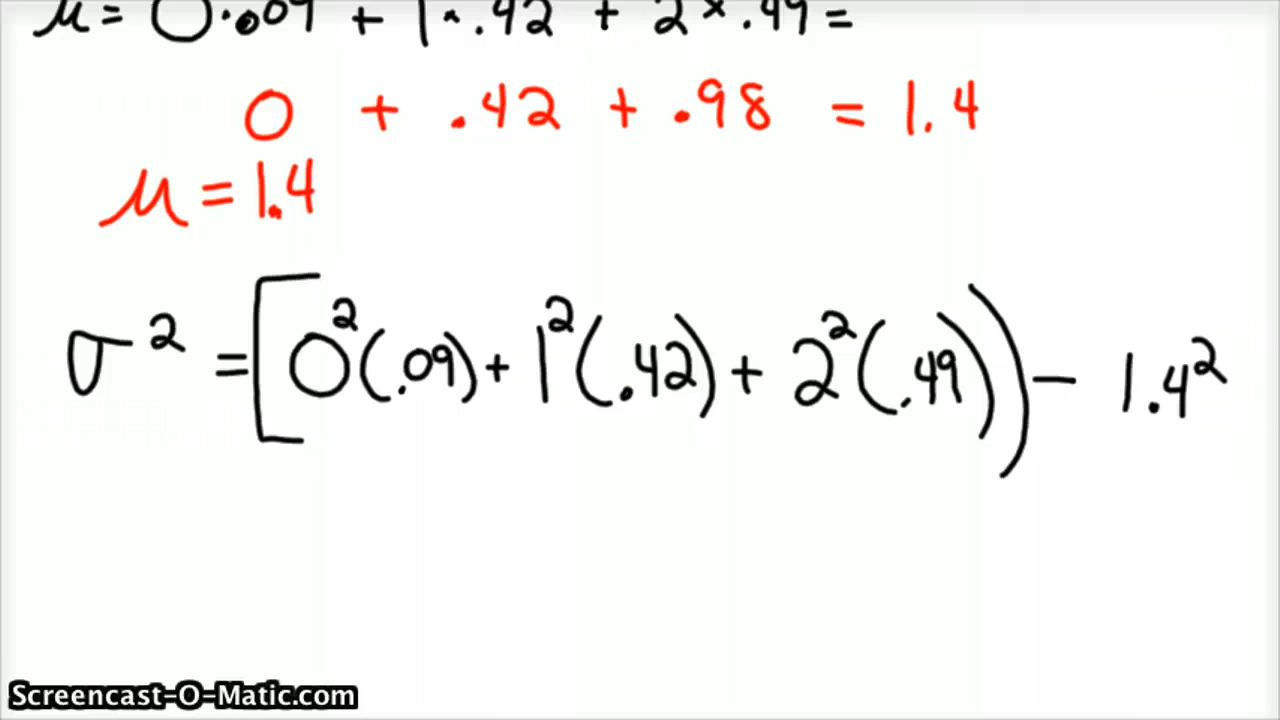 μ = 0·.09 + 1·.42 + 2×.49 =
0 + .42 + .98 = 1.4
μ = 1.4
σ² = [0²(.09) + 1²(.42) + 2²(.49)) − 1.4²
Screencast-O-Matic.com